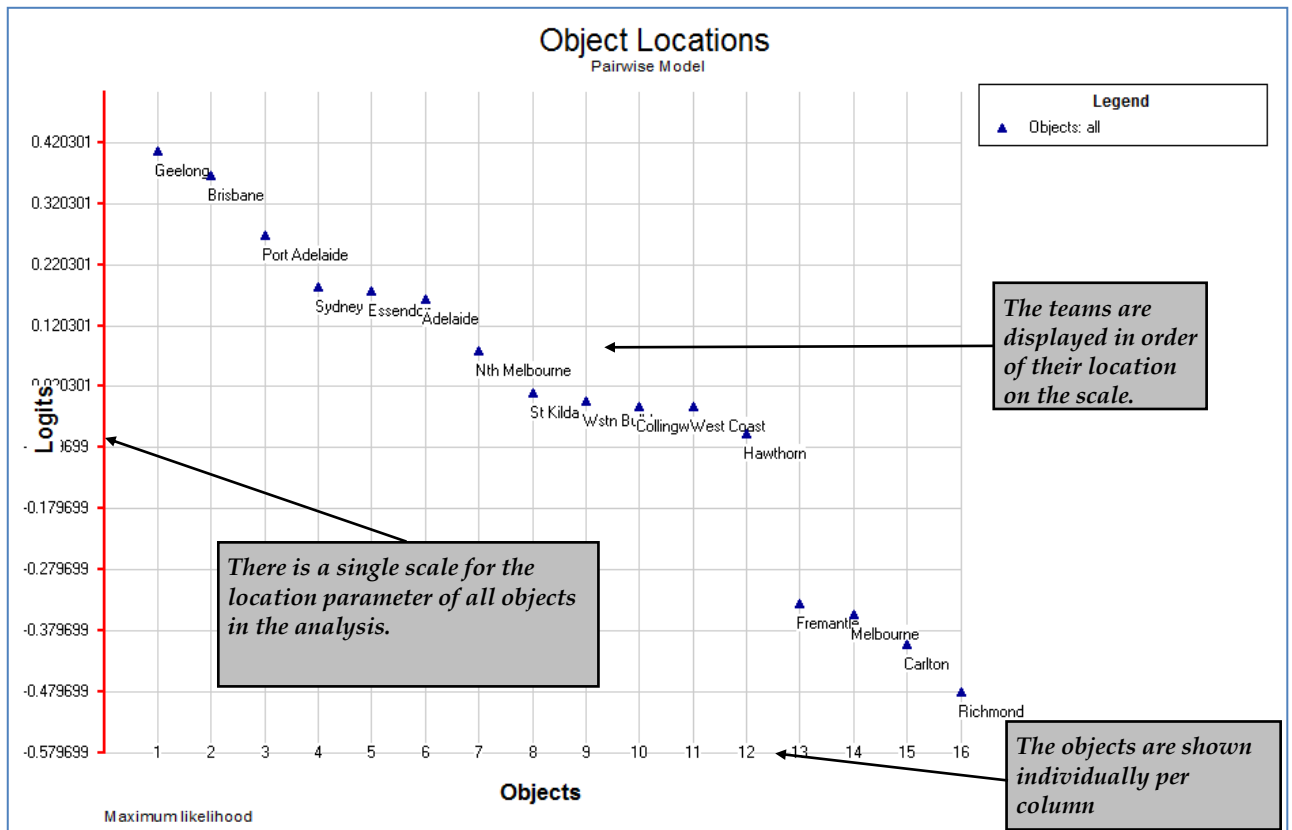 Object Locations
Pairwise Model
Legend
Objects: all
Logits
0.420301
0.320301
0.220301
0.120301
-0.179699
-0.279699
-0.379699
-0.479699
-0.579699
Geelong
Brisbane
Port Adelaide
Sydney
Adelaide
Nth Melbourne
St Kilda
Wstn
West Coast
Hawthorn
Fremantle
Melbourne
Carlton
Richmond
The teams are
displayed in order
of their location
on the scale.
There is a single scale for the
location parameter of all objects
in the analysis.
The objects are shown
individually per
column
1 2 3 4 5 6 7 8 9 10 11 12 13 14 15 16
Objects
Maximum likelihood